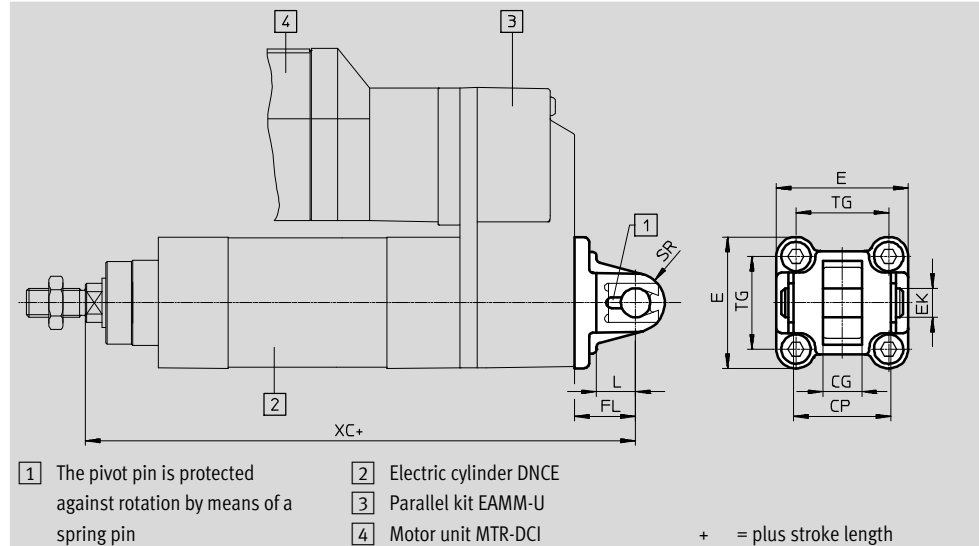 4
3
E
TG
1
SR
E
TG
EK
L
CG
FL
CP
2
XC+
1 The pivot pin is protected
against rotation by means of a
spring pin
2 Electric cylinder DNCE
3 Parallel kit EAMM-U
4 Motor unit MTR-DCI
+ = plus stroke length